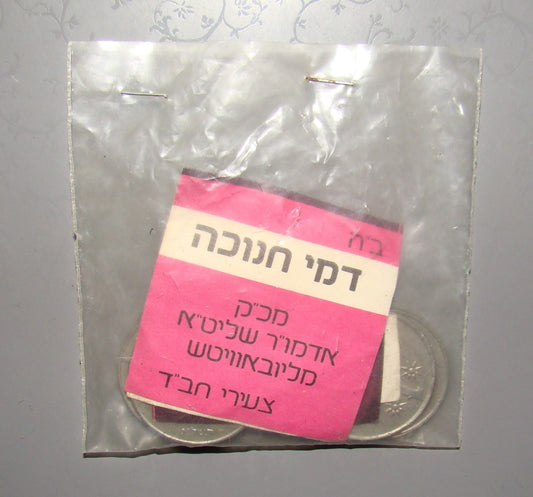 ב"ה
דמי חנוכה
מכ"ק
אדמו"ר שליט"א
מליובאוויטש
צעירי חב"ד